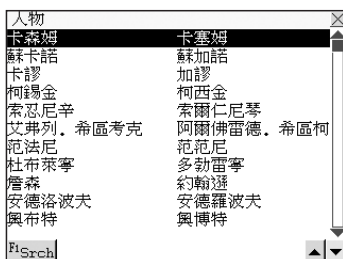 人物
卡森姆 卡塞姆
蘇卡諾 蘇加諾
卡謬 加謬
柯錫金 柯西金
索忍尼辛 索爾仁尼琴
艾弗列．希區考克 阿爾佛雷德．希區柯
范法尼 范范尼
杜布萊寧 多勃雷寧
詹森 約翰遜
安德洛波夫 安德羅波夫
奧布特 奧博特
F1Srch